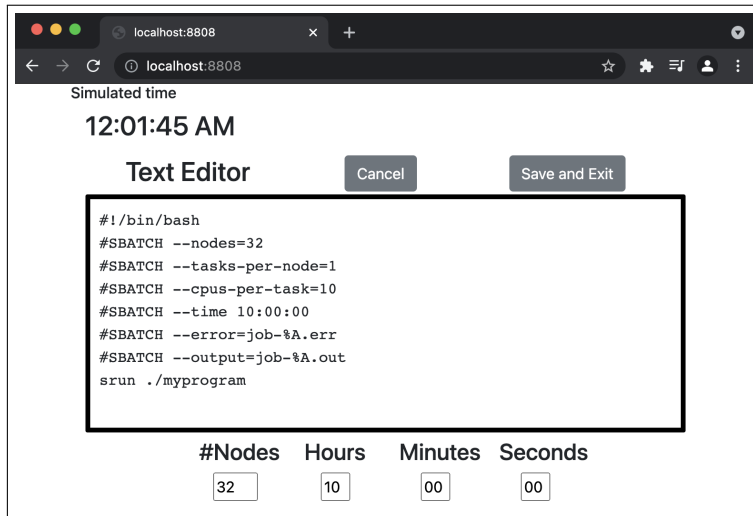 localhost:8808
localhost:8808
Simulated time
12:01:45 AM
Text Editor Cancel Save and Exit
#!/bin/bash
#SBATCH --nodes=32
#SBATCH --tasks-per-node=1
#SBATCH --cpus-per-task=10
#SBATCH --time 10:00:00
#SBATCH --error=job-%A.err
#SBATCH --output=job-%A.out
srun ./myprogram
#Nodes Hours Minutes Seconds
32 10 00 00